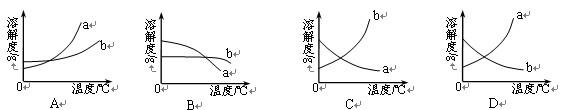 溶解度/g a b 0 温度/℃ A
溶解度/g b a 0 温度/℃ B
溶解度/g b a 0 温度/℃ C
溶解度/g a b 0 温度/℃ D